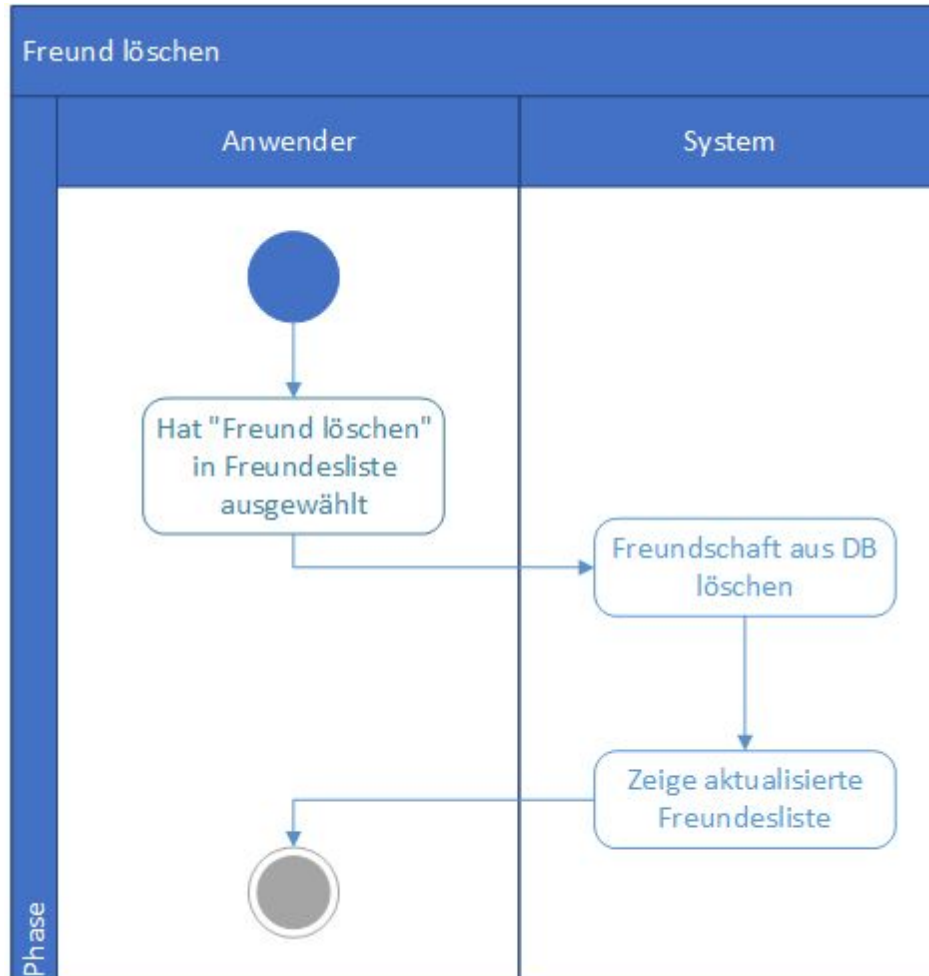 Freund löschen
Anwender
System
Hat "Freund löschen"
in Freundesliste
ausgewählt
Freundschaft aus DB
löschen
Zeige aktualisierte
Freundesliste
Phase